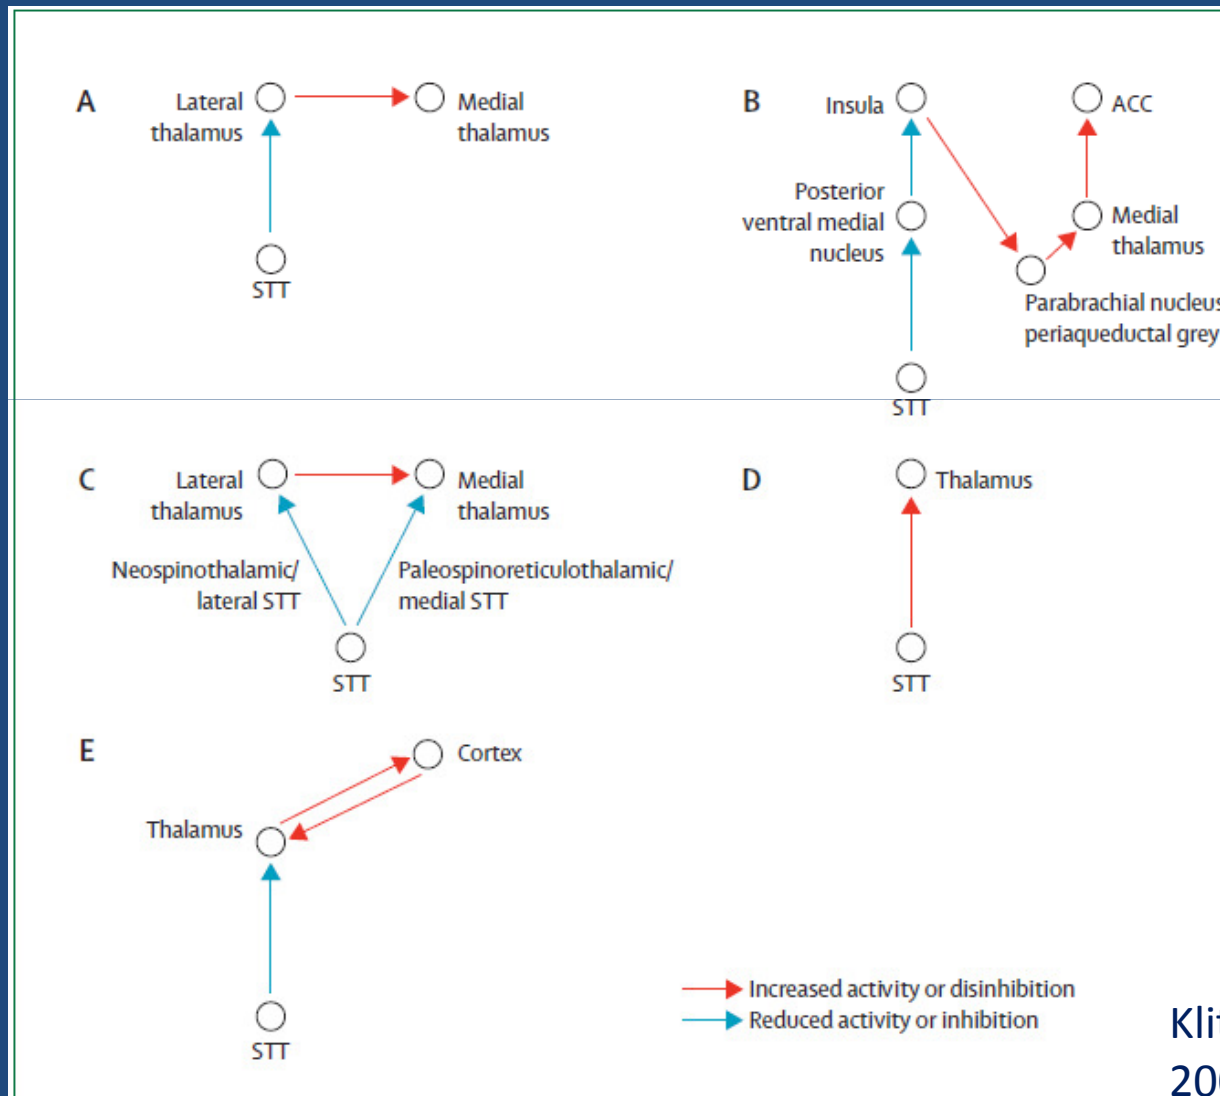 A
Lateral
thalamus
Medial
thalamus
STT
B
Insula
ACC
Posterior
ventral medial
nucleus
Medial
thalamus
Parabrachial nucleus
periaqueductal grey
STT
C
Lateral
thalamus
Medial
thalamus
Neospinothalamic/
lateral STT
Paleospinoreticulothalamic/
medial STT
STT
D
Thalamus
STT
E
Cortex
Thalamus
STT
Increased activity or disinhibition
Reduced activity or inhibition